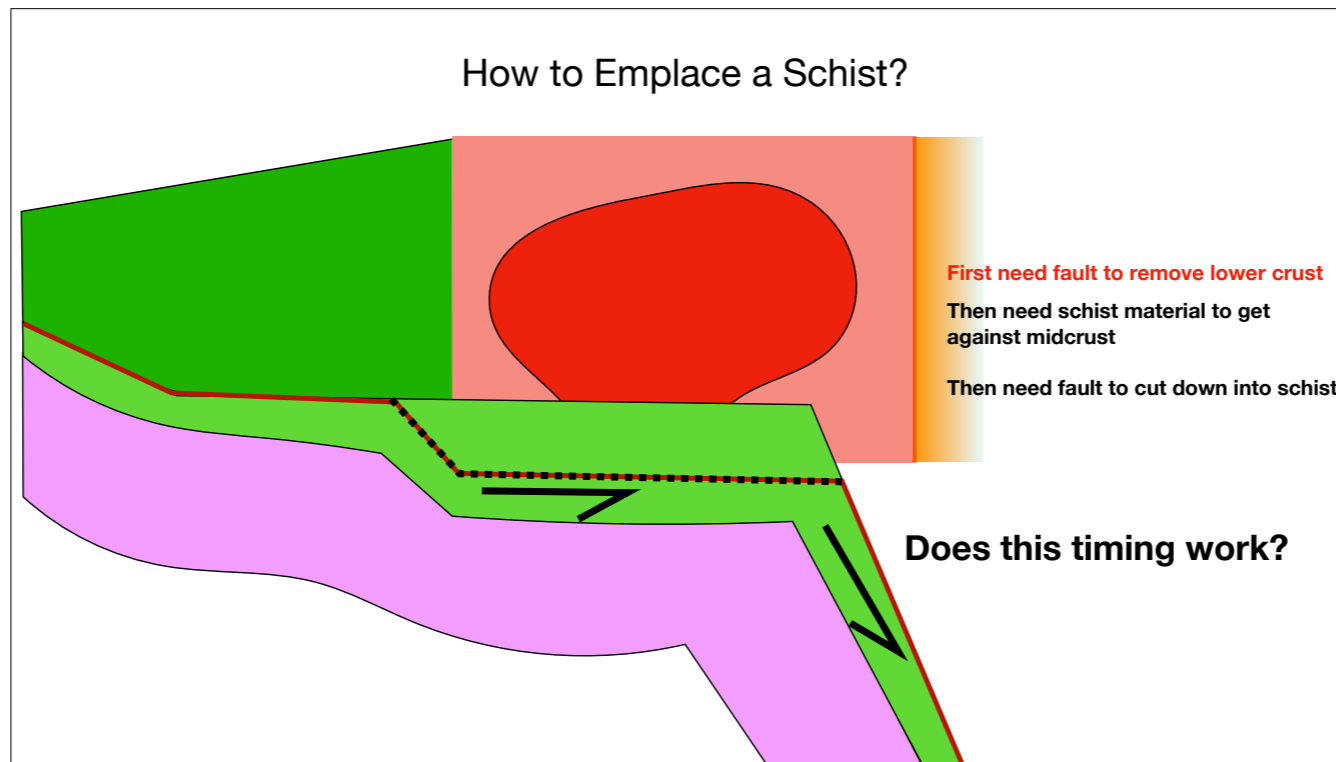 How to Emplace a Schist?
First need fault to remove lower crust
Then need schist material to get
against midcrust
Then need fault to cut down into schist
Does this timing work?